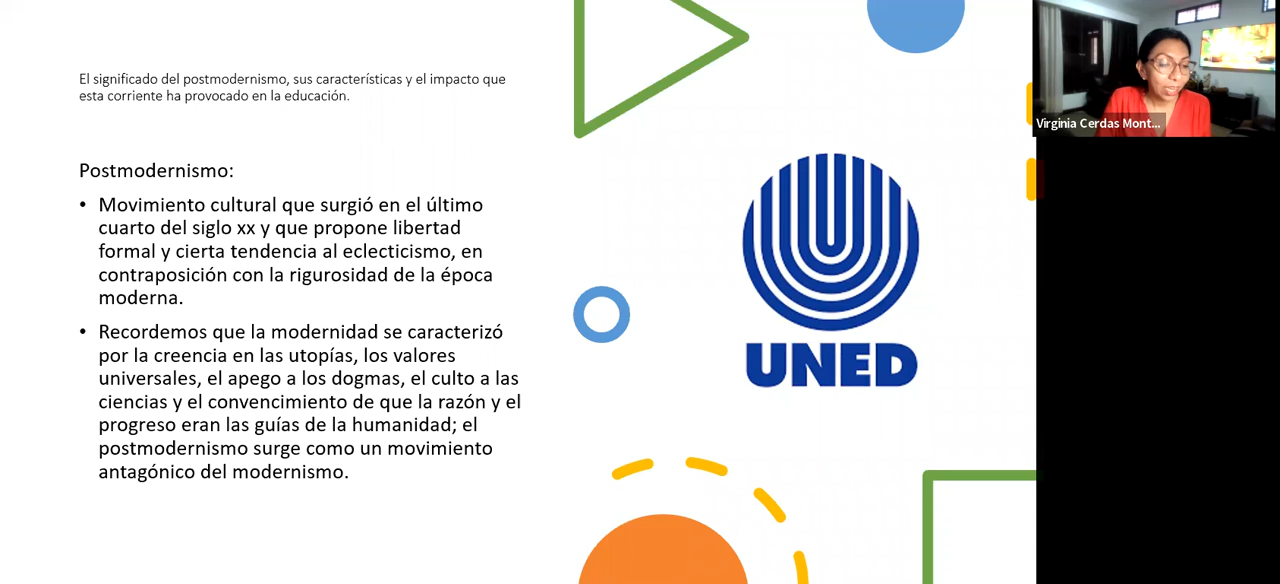 El significado del postmodernismo, sus características y el impacto que
esta corriente ha provocado en la educación.
Postmodernismo:
• Movimiento cultural que surgió en el último
cuarto del siglo xx y que propone libertad
formal y cierta tendencia al eclecticismo, en
contraposición con la rigurosidad de la época
moderna.
• Recordemos que la modernidad se caracterizó
por la creencia en las utopías, los valores
universales, el apego a los dogmas, el culto a las
ciencias y el convencimiento de que la razón y el
progreso eran las guías de la humanidad; el
postmodernismo surge como un movimiento
antagónico del modernismo.
UNED
Virginia Cerdas Mont...